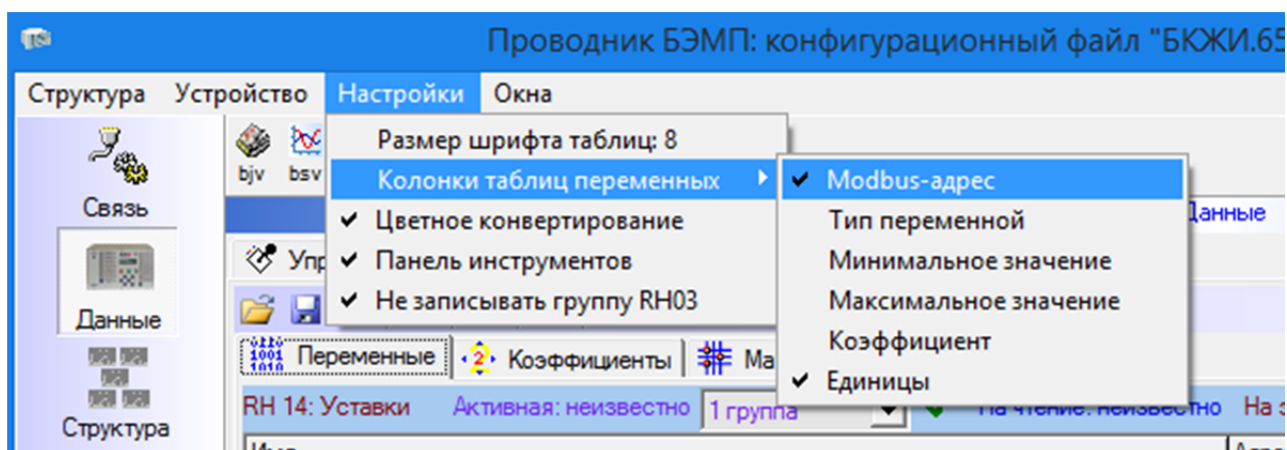 Проводник БЭМП: конфигурационный файл "БКЖИ.65
Структура Устройство Настройки Окна
Размер шрифта таблиц: 8
Колонки таблиц переменных
Цветное конвертирование
Панель инструментов
Не записывать группу RH03
Modbus-адрес
Тип переменной
Минимальное значение
Максимальное значение
Коэффициент
Единицы
bjv bsv
Связь
Данные
Структура
Данные
Переменные Коэффициенты
RH 14: Уставки Активная: неизвестно 1 группа На чтение: неизвестно